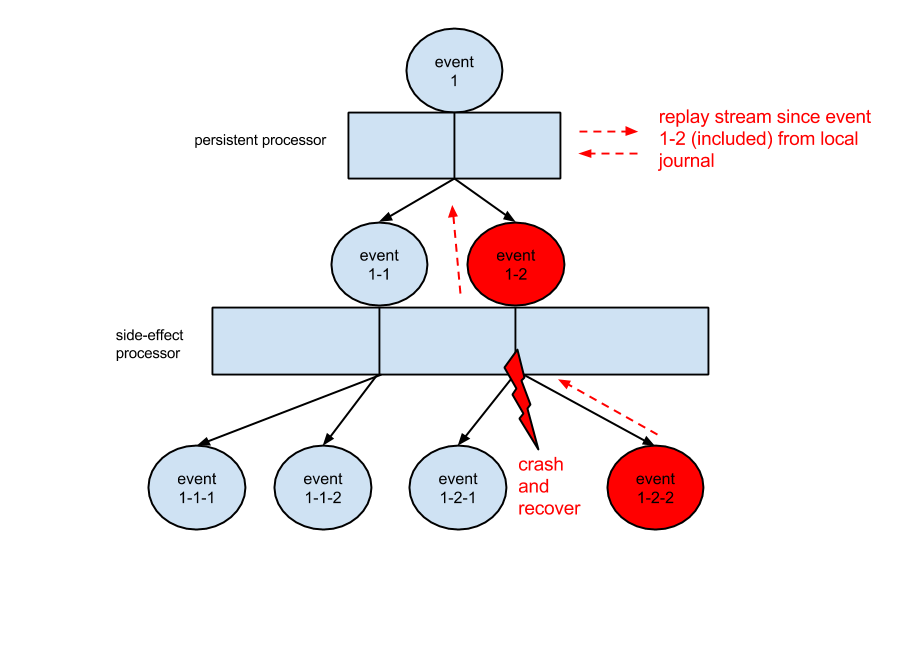 event
1
persistent processor
replay stream since event
1-2 (included) from local
journal
event
1-1
event
1-2
side-effect
processor
event
1-1-1
event
1-1-2
event
1-2-1
crash
and
recover
event
1-2-2